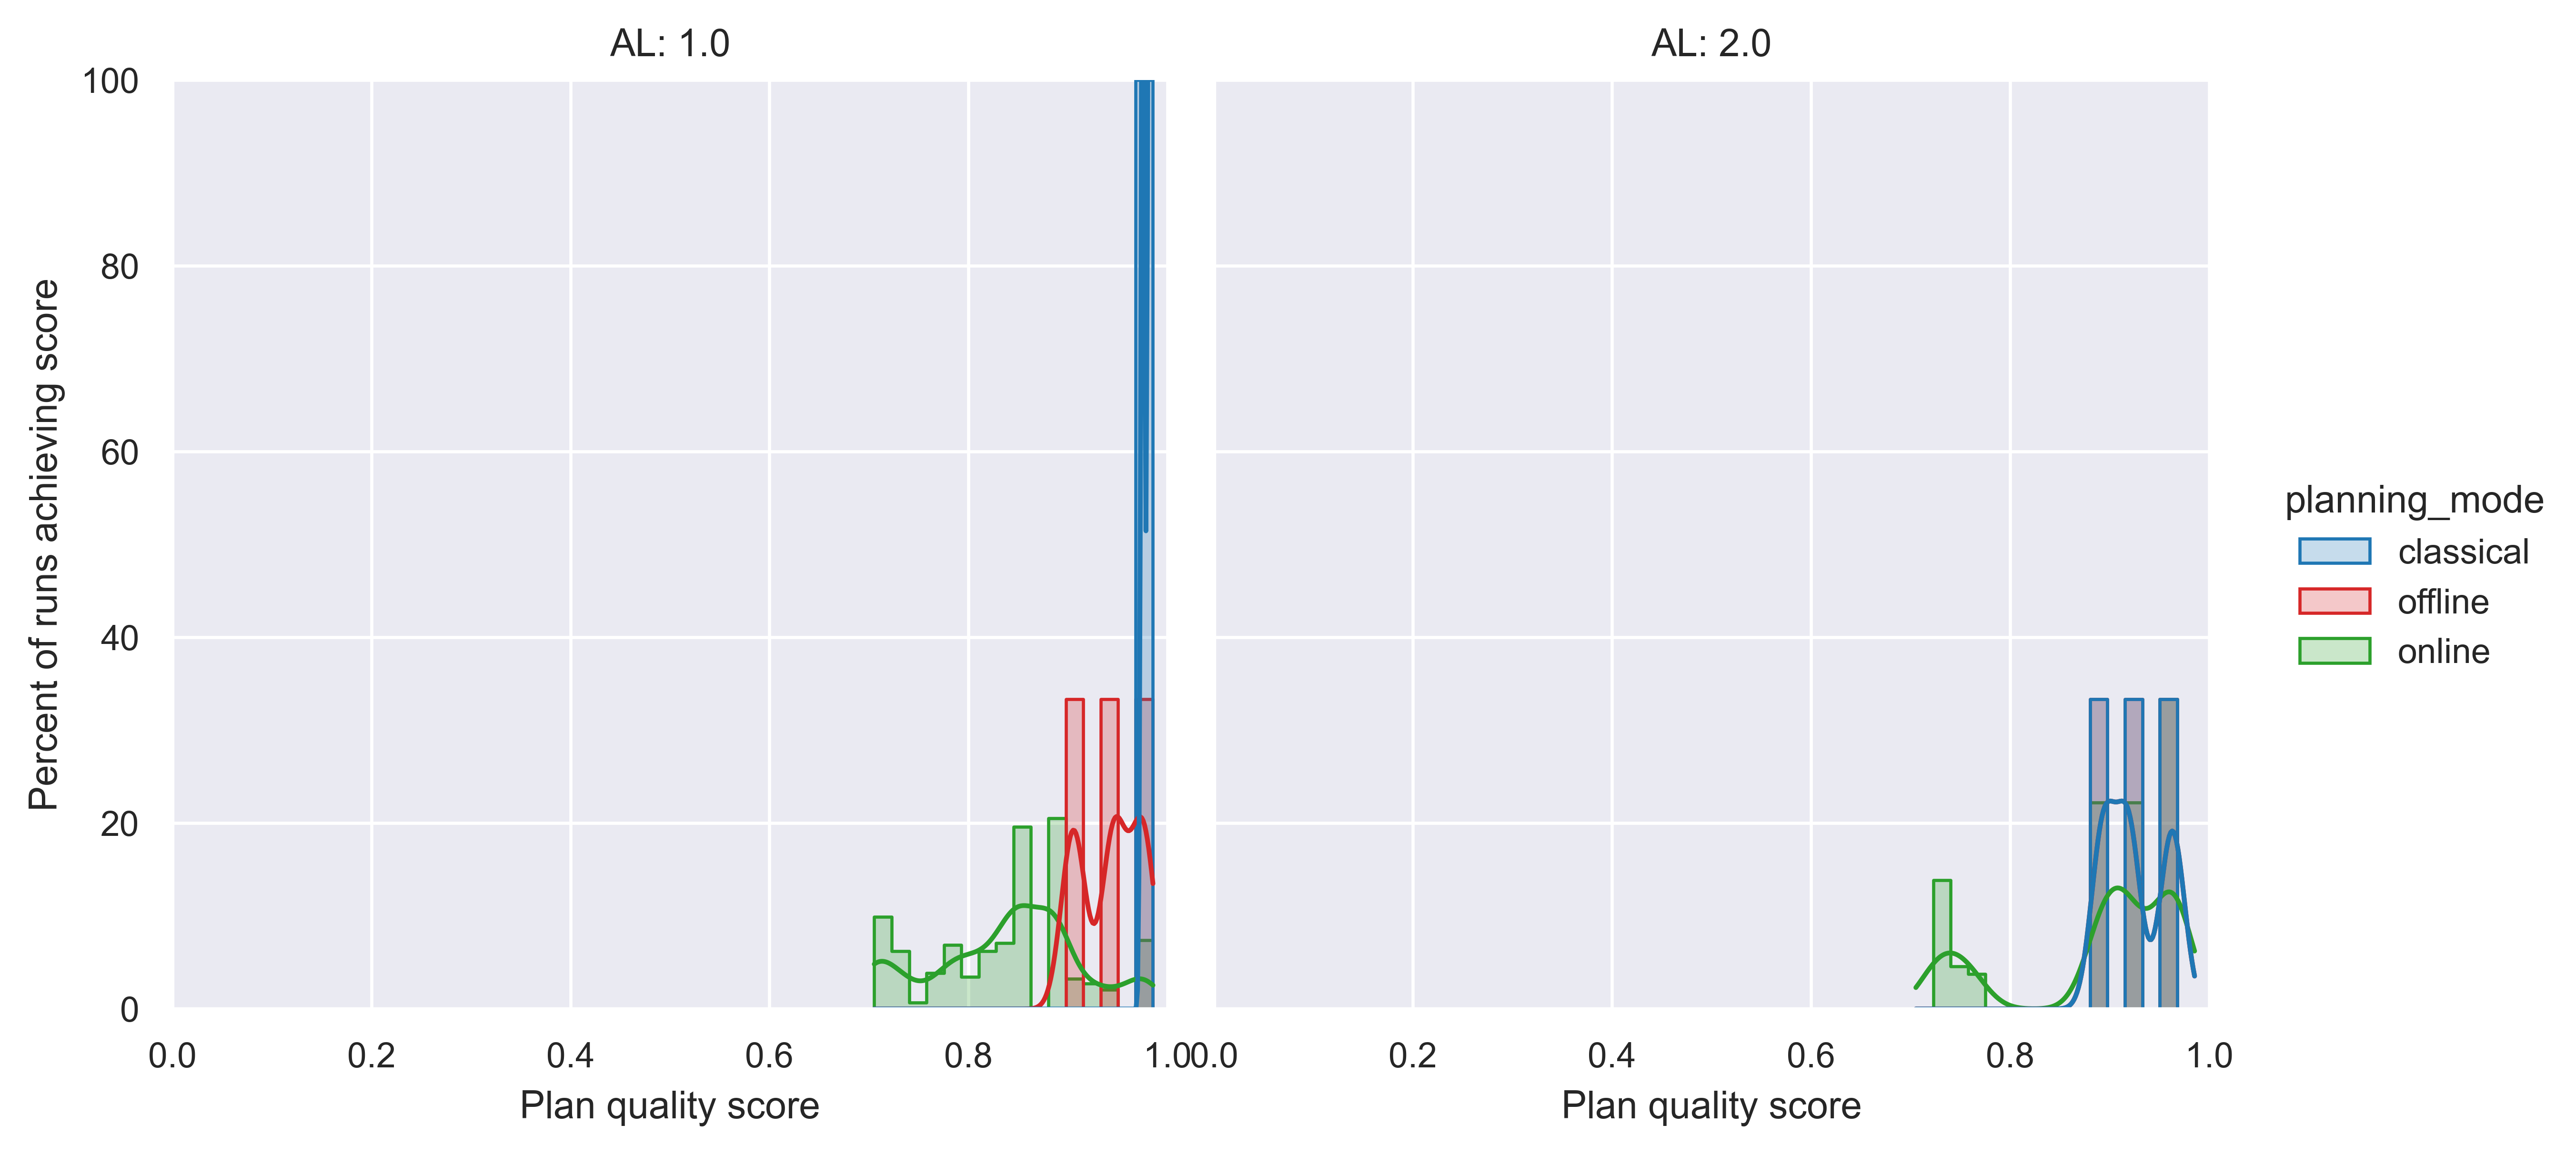 AL: 1.0
AL: 2.0
Percent of runs achieving score
100
80
60
40
20
0
0.0 0.2 0.4 0.6 0.8 1.0
0.0 0.2 0.4 0.6 0.8 1.0
Plan quality score
Plan quality score
planning_mode
classical
offline
online